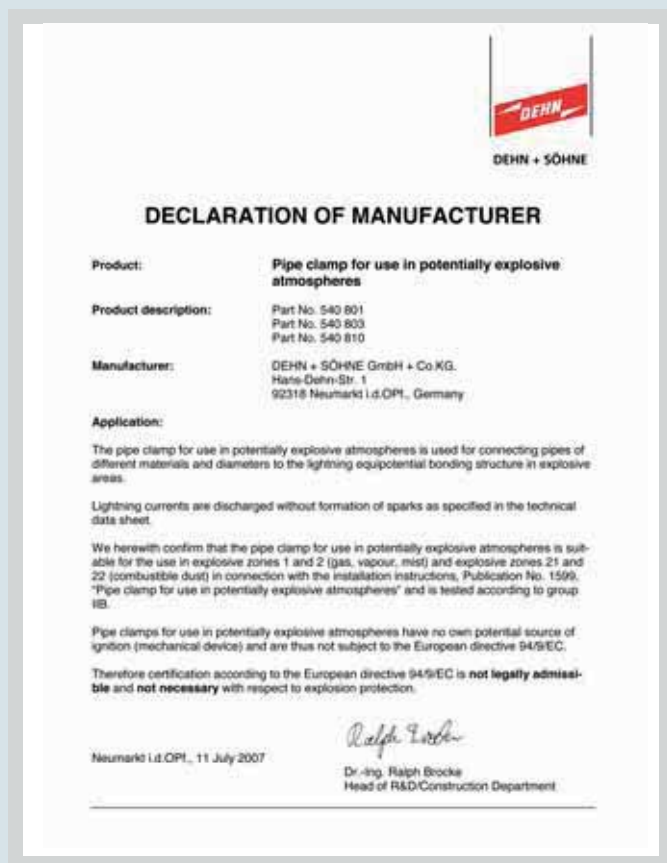 DEHN
DEHN + SÖHNE
DECLARATION OF MANUFACTURER
Product: Pipe clamp for use in potentially explosive
atmospheres
Product description: Part No. 540 801
Part No. 540 803
Part No. 540 810
Manufacturer: DEHN + SÖHNE GmbH + Co.KG.
Hans-Dehn-Str. 1
92318 Neumarkt i.d.OPf., Germany
Application:
The pipe clamp for use in potentially explosive atmospheres is used for connecting pipes of
different materials and diameters to the lightning equipotential bonding structure in explosive
areas.
Lightning currents are discharged without formation of sparks as specified in the technical
data sheet.
We herewith confirm that the pipe clamp for use in potentially explosive atmospheres is suit-
able for the use in explosive zones 1 and 2 (gas, vapour, mist) and explosive zones 21 and
22 (combustible dust) in connection with the installation instructions, Publication No. 1599,
"Pipe clamp for use in potentially explosive atmospheres" and is tested according to group
IIB.
Pipe clamps for use in potentially explosive atmospheres have no own potential source of
ignition (mechanical device) and are thus not subject to the European directive 94/9/EC.
Therefore certification according to the European directive 94/9/EC is not legally admissi-
ble and not necessary with respect to explosion protection.
Neumarkt i.d.OPf., 11 July 2007
Dr.-Ing. Ralph Brocke
Head of R&D/Construction Department